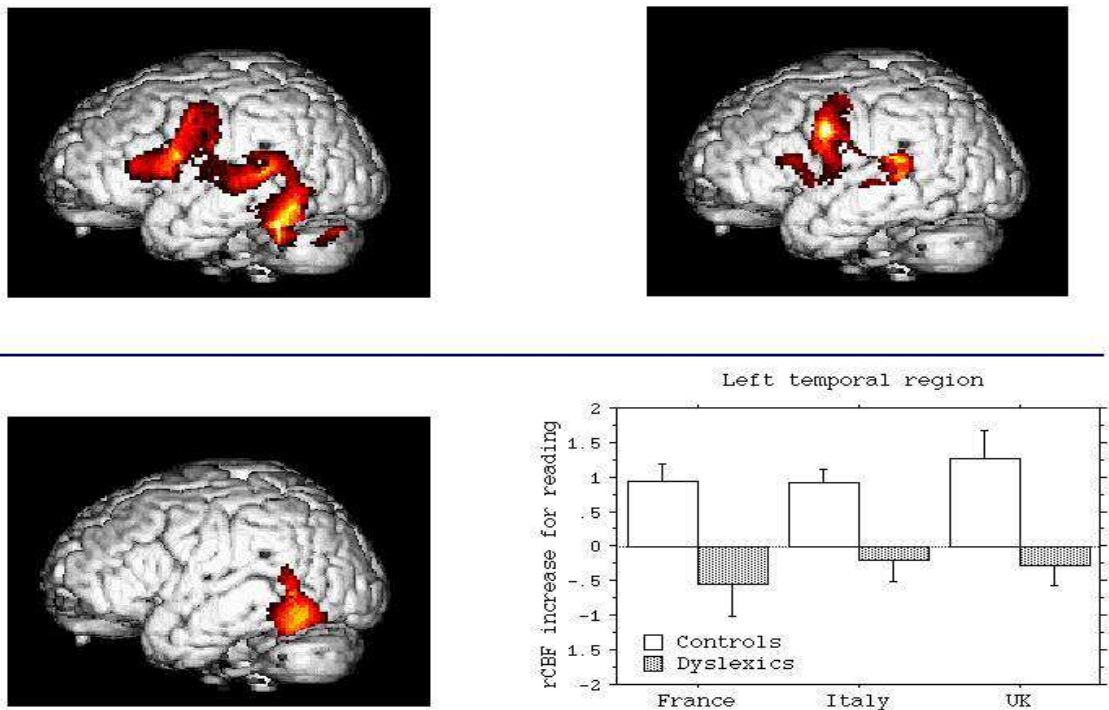 Left temporal region
rCBF increase for reading
2
1.5
1
.5
0
-.5
-1
1.5
-2
Controls
Dyslexics
France
Italy
UK